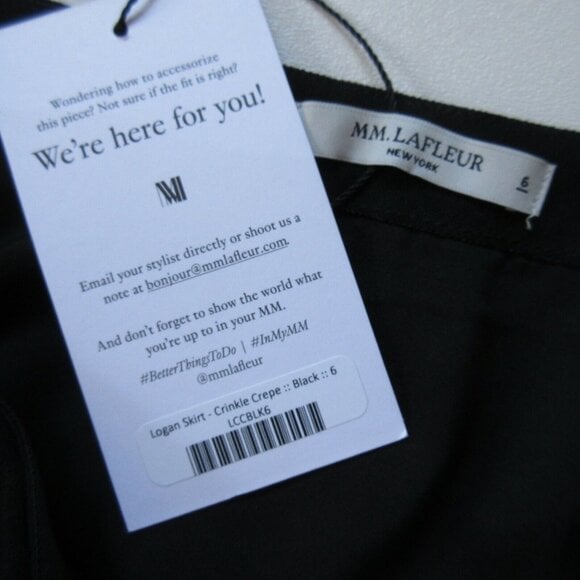 Wondering how to accessorize
this piece? Not sure if the fit is right?
We're here for you!
MM
Email your stylist directly or shoot us a
note at bonjour@mmlafleur.com.
And don't forget to show the world what
you're up to in your MM.
#BetterThingsToDo | #InMyMM
@mmlafleur
Logan Skirt - Crinkle Crepe :: Black :: 6
LCCBLK6
MM.LAFLEUR
NEW YORK
6